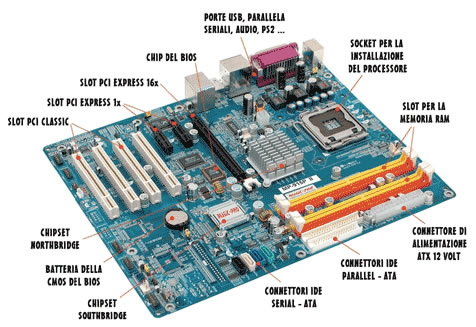 PORTE USB, PARALLELA
SERIALI, AUDIO, PS2 ...
CHIP DEL BIOS
SOCKET PER LA
INSTALLAZIONE
DEL PROCESSORE
SLOT PCI EXPRESS 16x
SLOT PCI EXPRESS 1x
SLOT PCI CLASSIC
SLOT PER LA
MEMORIA RAM
CHIPSET
NORTHBRIDGE
BATTERIA DELLA
CMOS DEL BIOS
CHIPSET
SOUTHBRIDGE
CONNETTORI IDE
SERIAL - ATA
CONNETTORI IDE
PARALLEL - ATA
CONNETTORE DI
ALIMENTAZIONE
ATX 12 VOLT